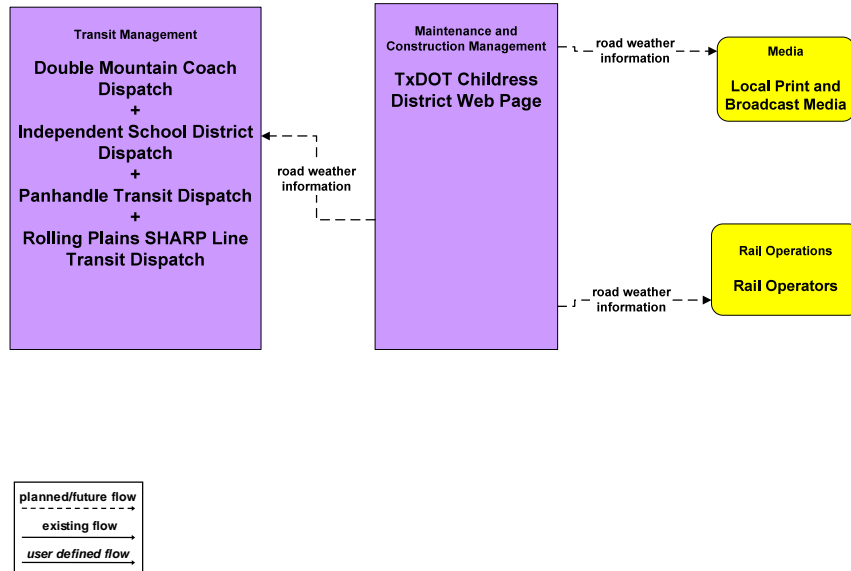 Transit Management
Double Mountain Coach
Dispatch
+
Independent School District
Dispatch
+
Panhandle Transit Dispatch
+
Rolling Plains SHARP Line
Transit Dispatch
road weather
information
Maintenance and
Construction Management
TxDOT Childress
District Web Page
road weather
information
Media
Local Print and
Broadcast Media
road weather
information
Rail Operations
Rail Operators
planned/future flow
existing flow
user defined flow